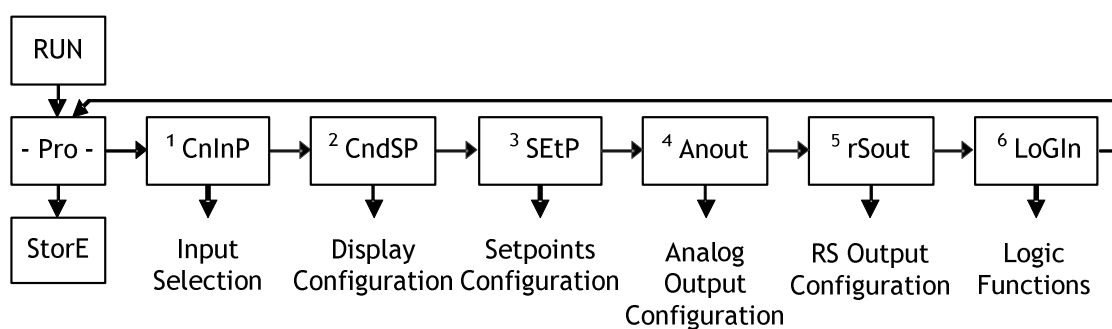 RUN
- Pro -
1 CnInP
2 CndSP
3 SEtP
4 Anout
5 rSout
6 LoGIn
StorE
Input
Selection
Display
Configuration
Setpoints
Configuration
Analog
Output
Configuration
RS Output
Configuration
Logic
Functions